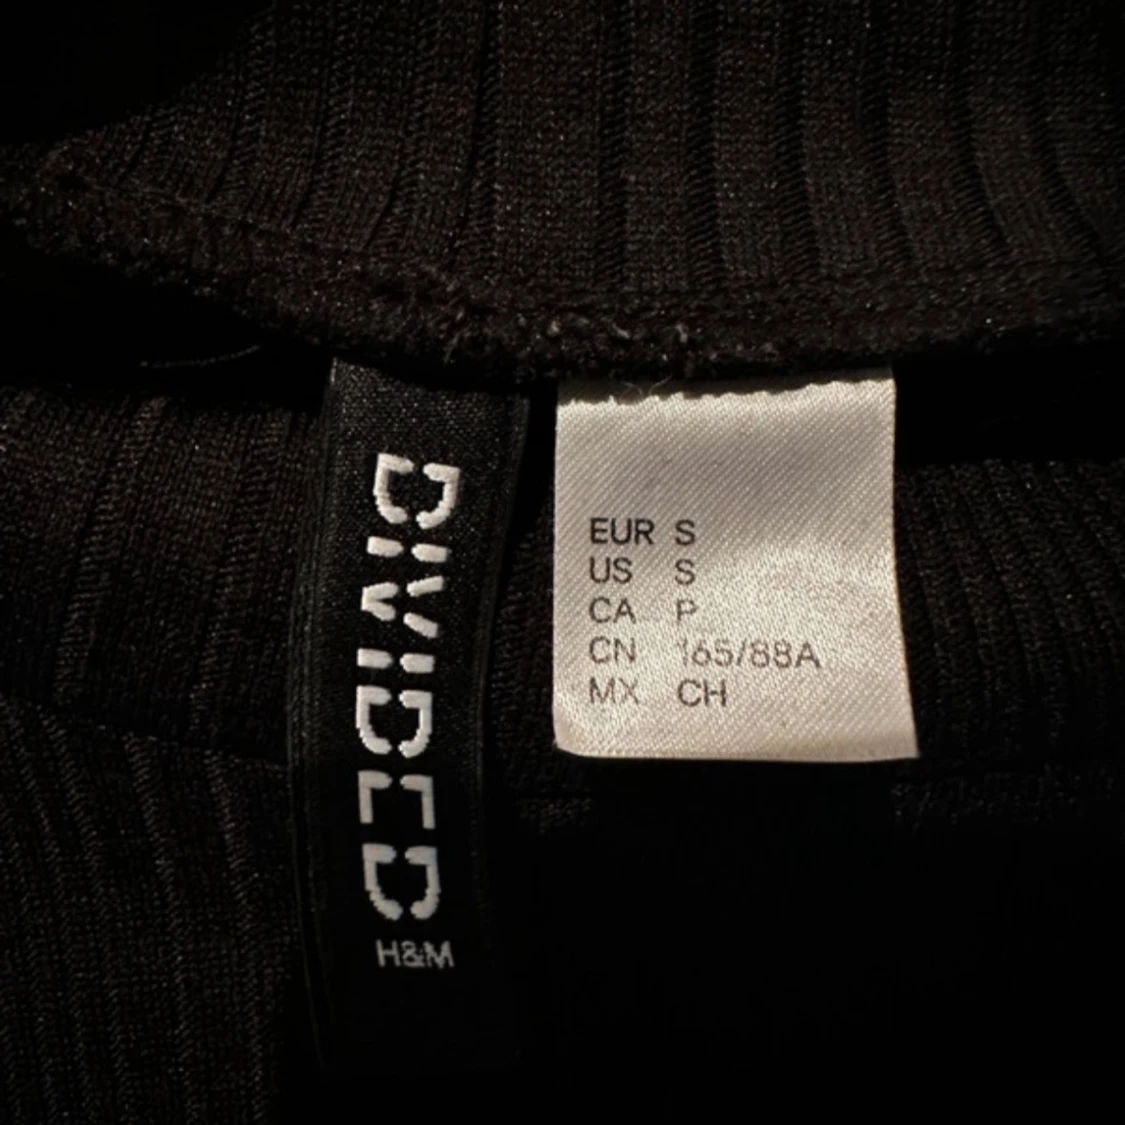 DIVIDED
H&M
EUR S
US S
CA P
CN 165/88A
MX CH